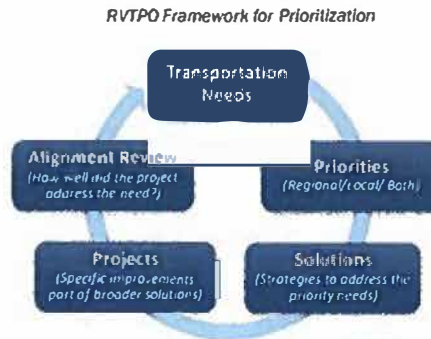 RVTPO Framework for Prioritization
Transportation
Needs
Alignment Review
(How well did the project
address the need?)
Priorities
(Regional/Local/ Both)
Projects
(Specific improvements
part of broader solutions)
Solutions
(Strategies to address the
priority needs)